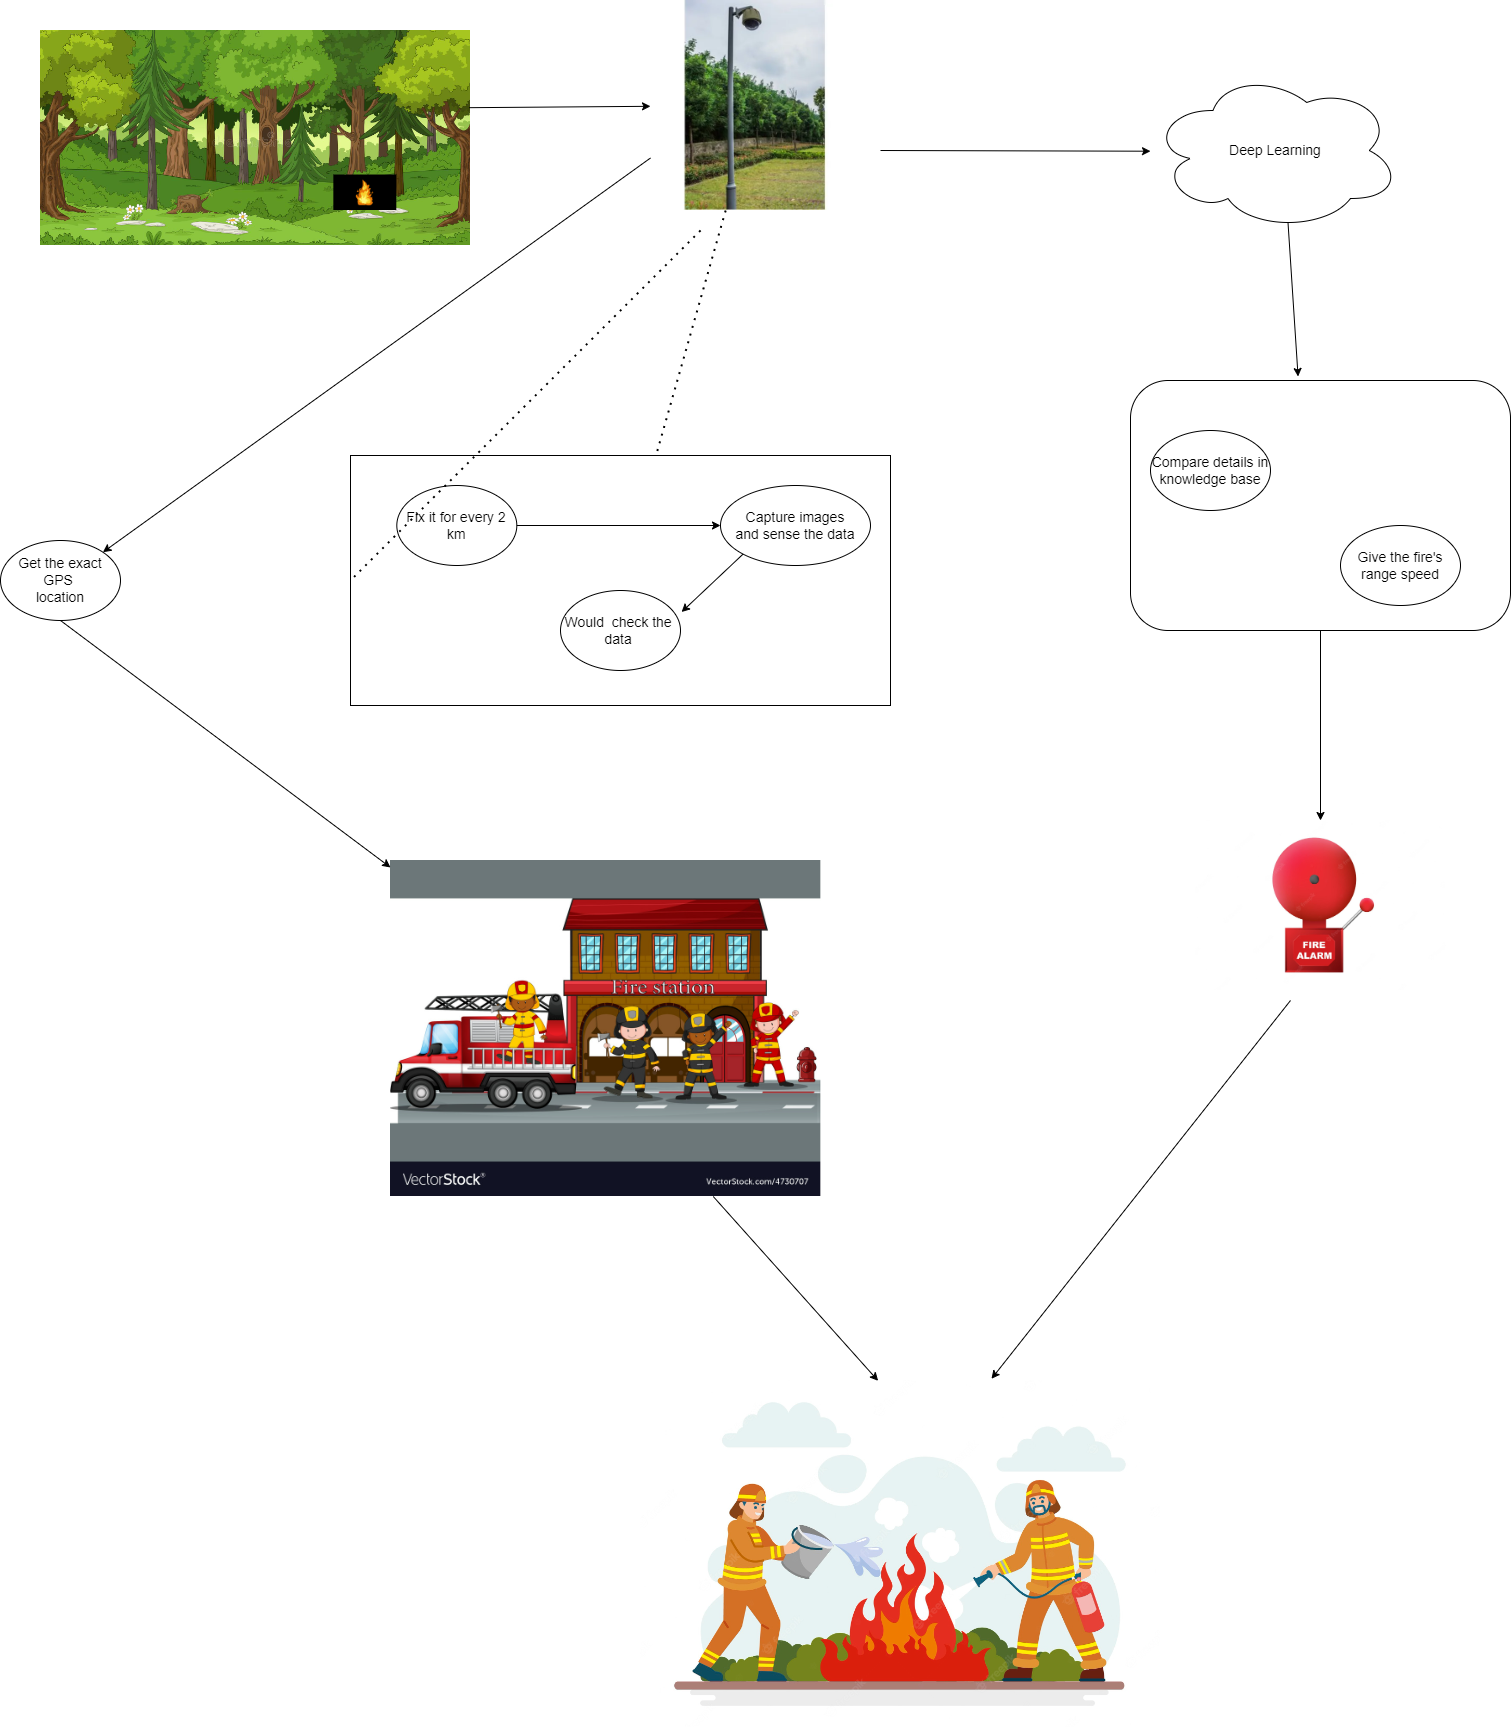 Deep Learning
Compare details in
knowledge base
Give the fire's
range speed
Fix it for every 2
km
Capture images
and sense the data
Would  check the
data
Get the exact
GPS
location
Fire station
VectorStock®
VectorStock.com/4730707
FIRE
ALARM